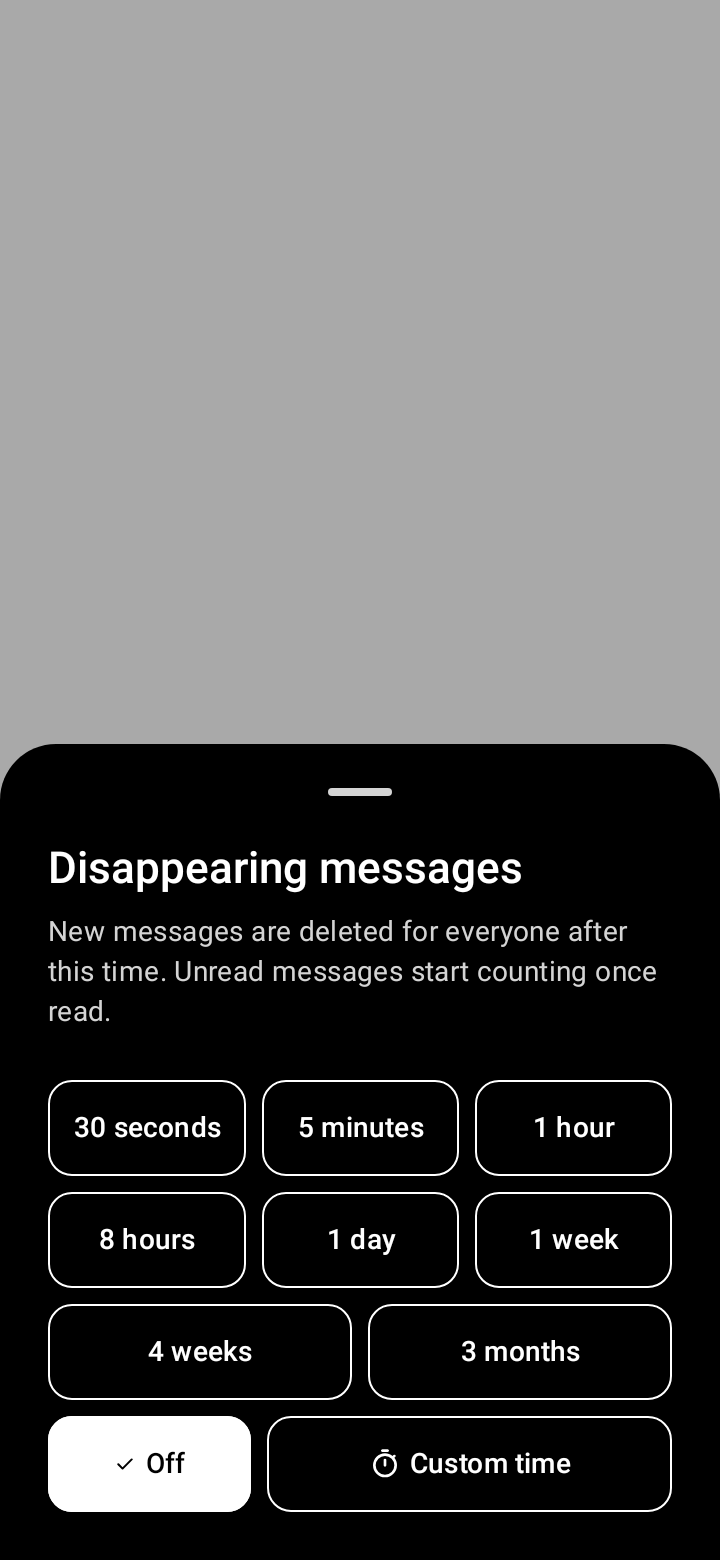 Disappearing messages
New messages are deleted for everyone after
this time. Unread messages start counting once
read.
30 seconds
5 minutes
1 hour
8 hours
1 day
1 week
4 weeks
3 months
Off
Custom time